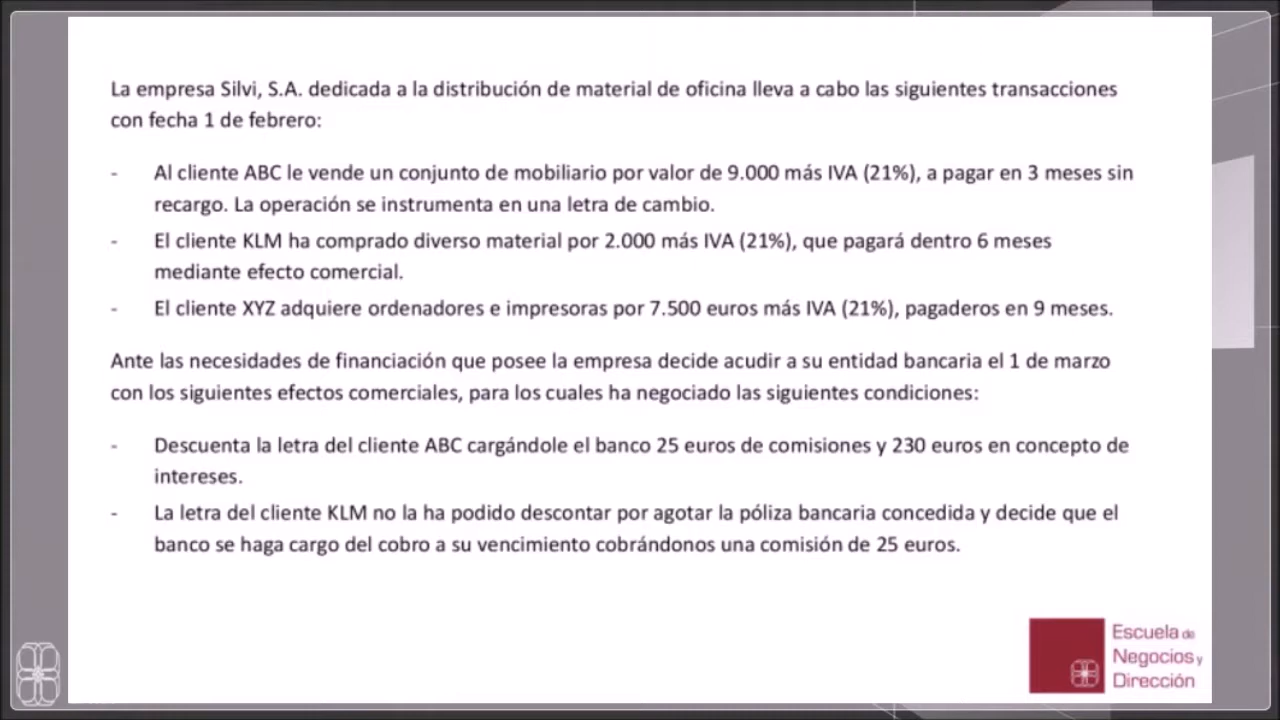 La empresa Silvi, S.A. dedicada a la distribución de material de oficina lleva a cabo las siguientes transacciones
con fecha 1 de febrero:
- Al cliente ABC le vende un conjunto de mobiliario por valor de 9.000 más IVA (21%), a pagar en 3 meses sin
recargo. La operación se instrumenta en una letra de cambio.
- El cliente KLM ha comprado diverso material por 2.000 más IVA (21%), que pagará dentro 6 meses
mediante efecto comercial.
- El cliente XYZ adquiere ordenadores e impresoras por 7.500 euros más IVA (21%), pagaderos en 9 meses.
Ante las necesidades de financiación que posee la empresa decide acudir a su entidad bancaria el 1 de marzo
con los siguientes efectos comerciales, para los cuales ha negociado las siguientes condiciones:
- Descuenta la letra del cliente ABC cargándole el banco 25 euros de comisiones y 230 euros en concepto de
intereses.
- La letra del cliente KLM no la ha podido descontar por agotar la póliza bancaria concedida y decide que el
banco se haga cargo del cobro a su vencimiento cobrándonos una comisión de 25 euros.
Escuela de
Negocios y
Dirección